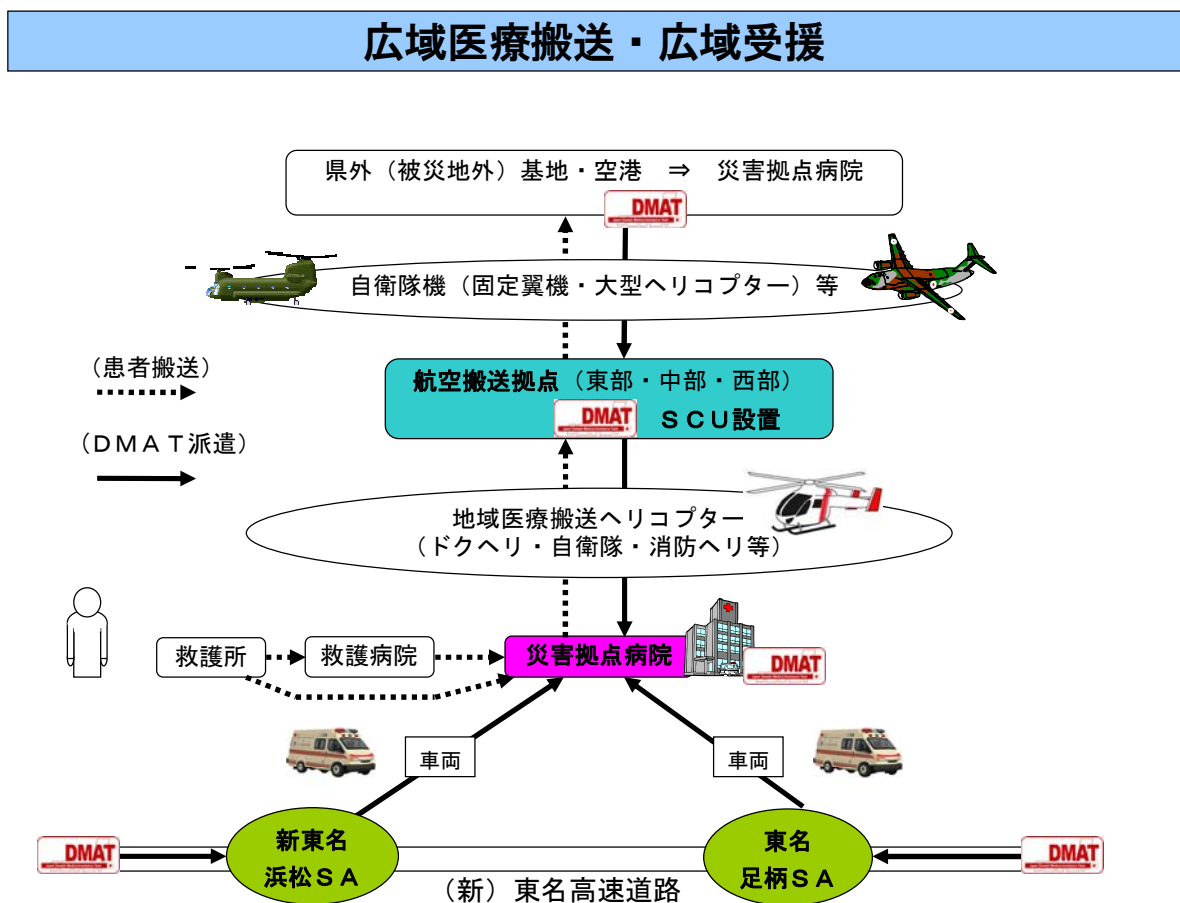 広域医療搬送・広域受援
県外（被災地外）基地・空港　⇒　災害拠点病院
DMAT
自衛隊機（固定翼機・大型ヘリコプター）等
（患者搬送）
航空搬送拠点（東部・中部・西部）
DMAT　ＳＣＵ設置
（ＤＭＡＴ派遣）
地域医療搬送ヘリコプター
（ドクヘリ・自衛隊・消防ヘリ等）
救護所
救護病院
災害拠点病院
DMAT
車両
車両
DMAT
新東名
浜松ＳＡ
東名
足柄ＳＡ
DMAT
（新）東名高速道路